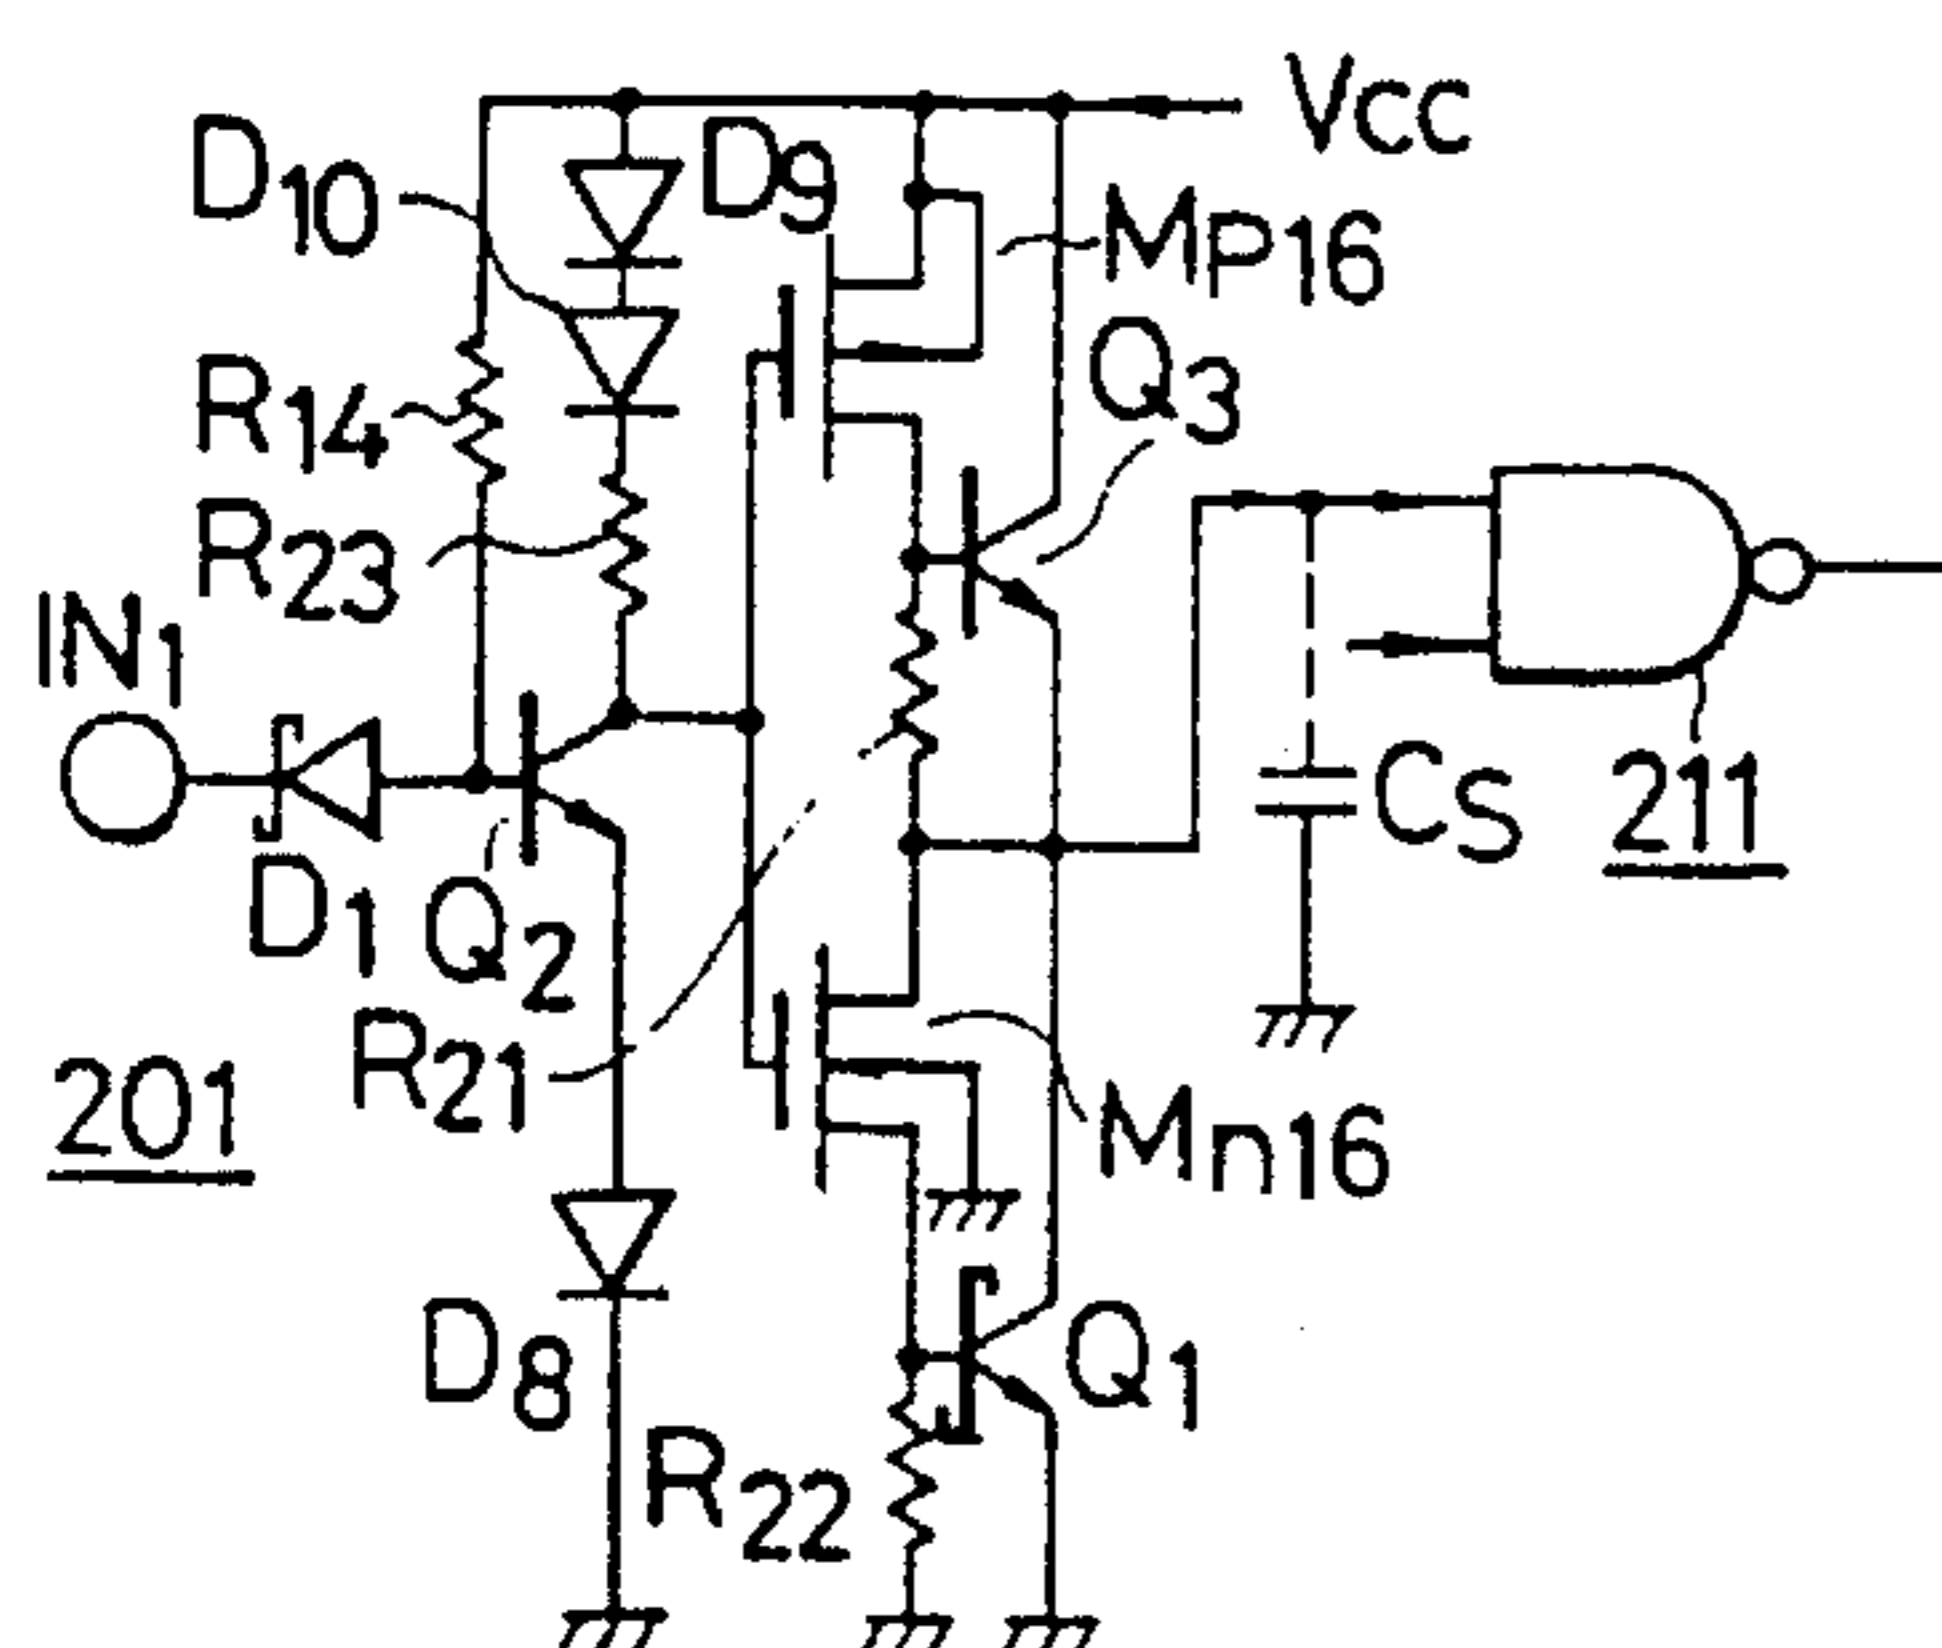 VCC
D10
D9
MP16
Q3
R14
R23
IN1
D1
Q2
CS
211
R21
201
Mn16
D8
Q1
R22